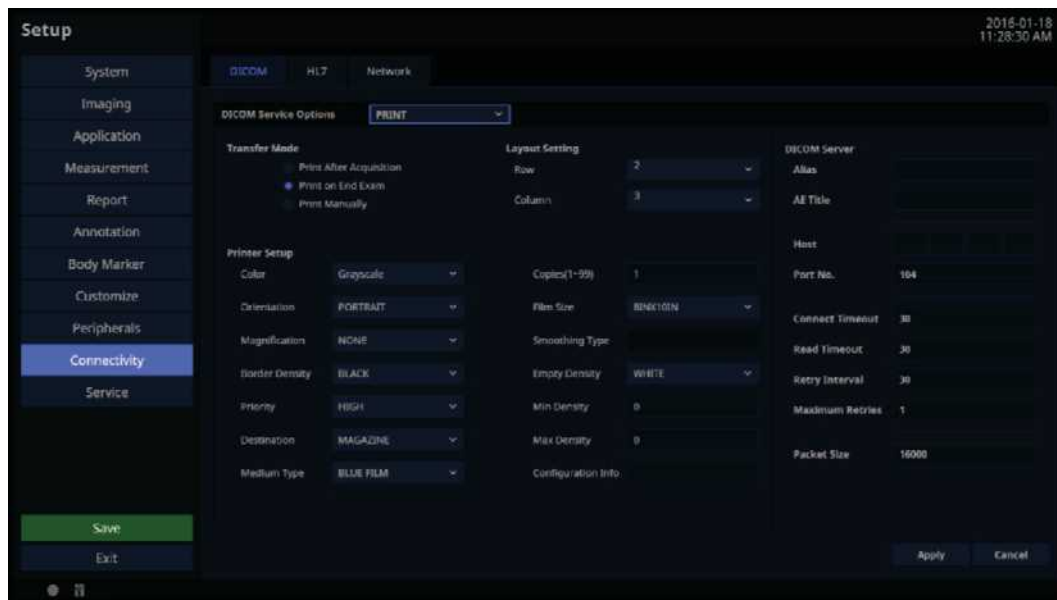 Setup
2016-01-18
11:28:30 AM
System
Imaging
Application
Measurement
Report
Annotation
Body Marker
Customize
Peripherals
Connectivity
Service
Save
Exit
DICOM HL7 Network
DICOM Service Options PRINT
Transfer Mode
Print After Acquisition
Print on End Exam
Print Manually
Layout Setting
Row 2
Column 3
Printer Setup
Color Grayscale
Orientation PORTRAIT
Magnification NONE
Border Density BLACK
Priority HIGH
Destination MAGAZINE
Medium Type BLUE FILM
Copies(1~99) 1
Film Size 8INX10IN
Smoothing Type
Empty Density WHITE
Min Density 0
Max Density 0
Configuration Info
DICOM Server
Alias
AE Title
Host
Port No. 104
Connect Timeout 30
Read Timeout 30
Retry Interval 30
Maximum Retries 1
Packet Size 16000
Apply Cancel